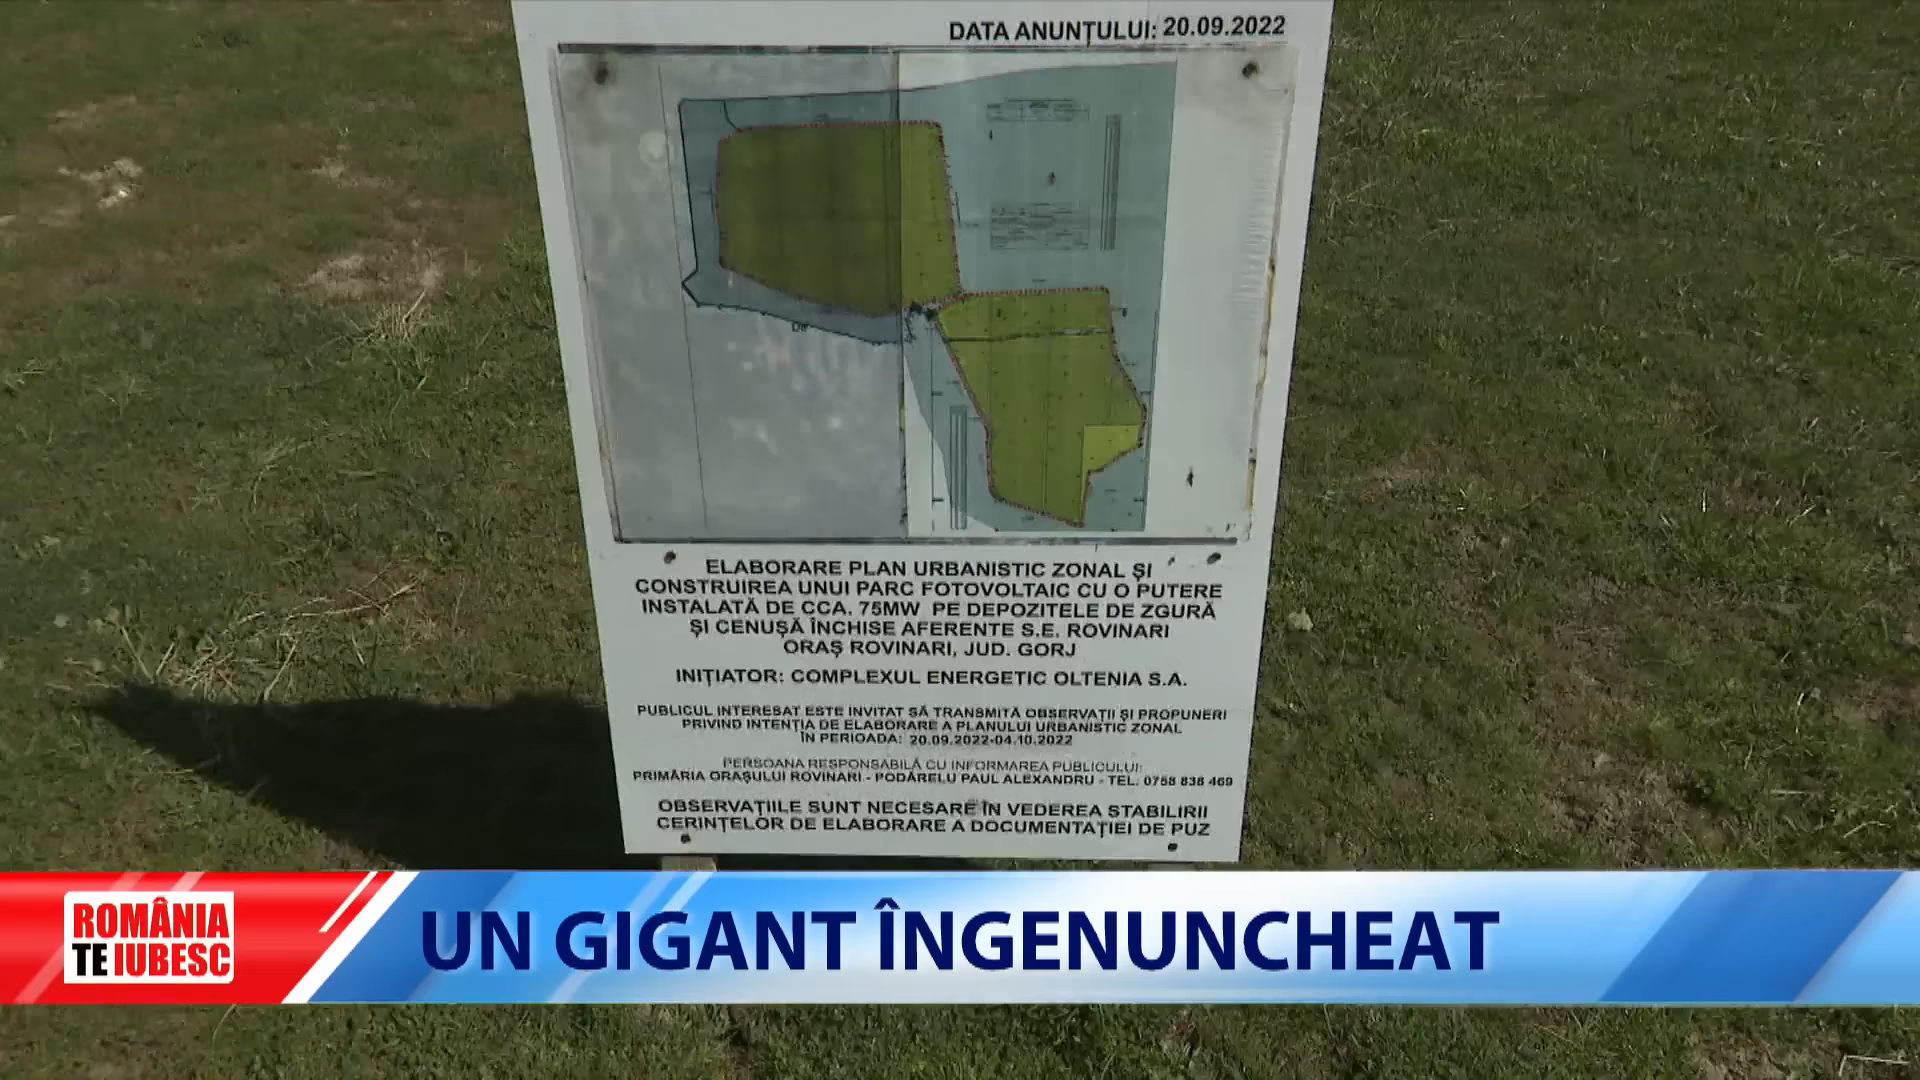 DATA ANUNȚULUI: 20.09.2022
ELABORARE PLAN URBANISTIC ZONAL ȘI
CONSTRUIREA UNUI PARC FOTOVOLTAIC CU O PUTERE
INSTALATĂ DE CCA. 75MW PE DEPOZITELE DE ZGURĂ
ȘI CENUȘĂ ÎNCHISE AFERENTE S.E. ROVINARI
ORAȘ ROVINARI, JUD. GORJ
INIȚIATOR: COMPLEXUL ENERGETIC OLTENIA S.A.
PUBLICUL INTERESAT ESTE INVITAT SĂ TRANSMITĂ OBSERVAȚII ȘI PROPUNERI
PRIVIND INTENȚIA DE ELABORARE A PLANULUI URBANISTIC ZONAL
ÎN PERIOADA: 20.09.2022-04.10.2022
PERSOANA RESPONSABILĂ CU INFORMAREA PUBLICULUI:
PRIMĂRIA ORAȘULUI ROVINARI - PODĂRELU PAUL ALEXANDRU - TEL. 0758 838 469
OBSERVAȚIILE SUNT NECESARE ÎN VEDEREA STABILIRII
CERINȚELOR DE ELABORARE A DOCUMENTAȚIEI DE PUZ
ROMÂNIA
TE IUBESC
UN GIGANT ÎNGENUNCHEAT